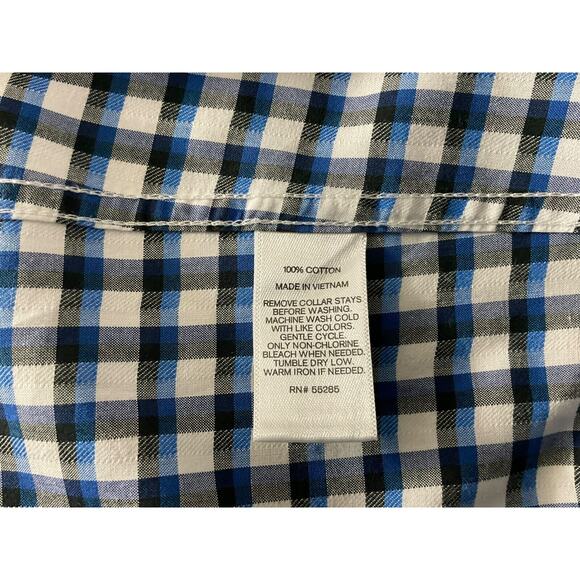 100% COTTON
MADE IN VIETNAM
REMOVE COLLAR STAYS
BEFORE WASHING.
MACHINE WASH COLD
WITH LIKE COLORS.
GENTLE CYCLE.
ONLY NON-CHLORINE
BLEACH WHEN NEEDED.
TUMBLE DRY LOW.
WARM IRON IF NEEDED.
RN# 55285